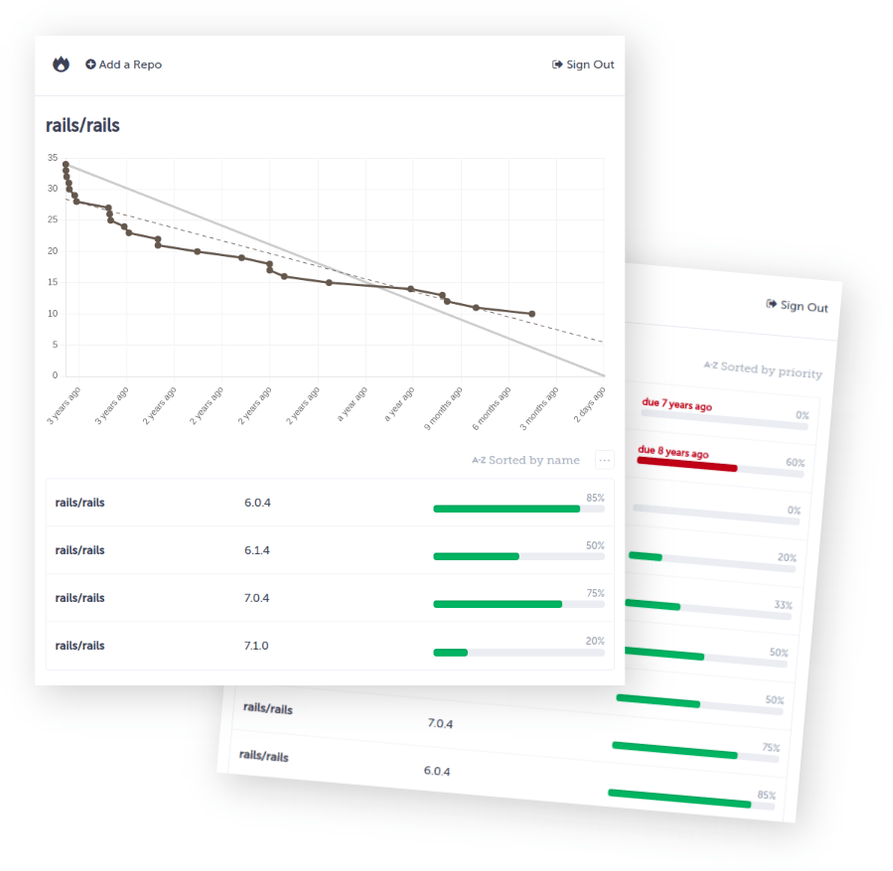 Add a Repo
Sign Out
rails/rails
35
30
25
20
15
10
5
0
3 years ago
3 years ago
2 years ago
2 years ago
2 years ago
2 years ago
a year ago
a year ago
9 months ago
6 months ago
3 months ago
2 days ago
A-Z Sorted by name
...
rails/rails 6.0.4 85%
rails/rails 6.1.4 50%
rails/rails 7.0.4 75%
rails/rails 7.1.0 20%
Sign Out
A-Z Sorted by priority
due 7 years ago 0%
due 8 years ago 60%
0%
20%
33%
50%
50%
rails/rails 7.0.4 75%
rails/rails 6.0.4 85%